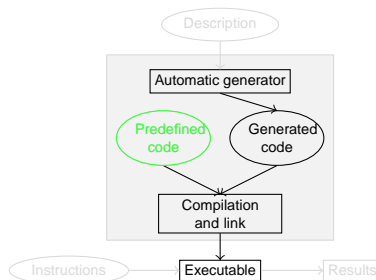 Description
Automatic generator
Predefined
code
Generated
code
Compilation
and link
Instructions
Executable
Results